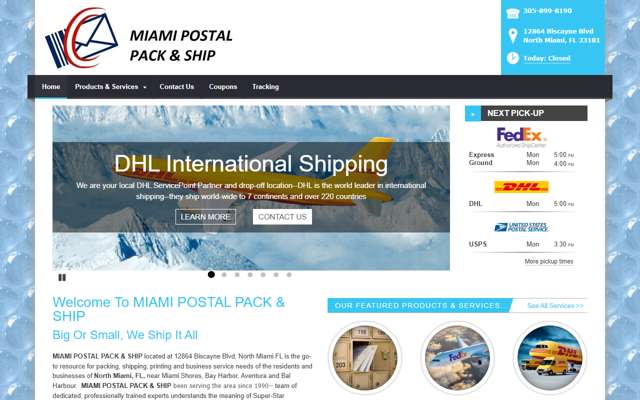 MIAMI POSTAL
PACK & SHIP
305-899-8190
12864 Biscayne Blvd
North Miami, FL 33181
Today: Closed
Home
Products & Services
Contact Us
Coupons
Tracking
DHL International Shipping
We are your local DHL ServicePoint Partner and drop-off location--DHL is the world leader in international
shipping--they ship world-wide to 7 continents and over 220 countries
LEARN MORE
CONTACT US
NEXT PICK-UP
FedEx
Authorized ShipCenter
Express Mon 5:00 PM
Ground Mon 4:00 PM
DHL
DHL Mon 5:00 PM
UNITED STATES
POSTAL SERVICE
USPS Mon 3:30 PM
More pickup times
Welcome To MIAMI POSTAL PACK &
SHIP
Big Or Small, We Ship It All
MIAMI POSTAL PACK & SHIP located at 12864 Biscayne Blvd, North Miami FL is the go-
to resource for packing, shipping, printing and business service needs of the residents and
businesses of North Miami, FL, near Miami Shores, Bay Harbor, Aventura and Bal
Harbour. MIAMI POSTAL PACK & SHIP been serving the area since 1990-- team of
dedicated, professionally trained experts understands the meaning of Super-Star
OUR FEATURED PRODUCTS & SERVICES...
See All Services >>
198
203
FedEx
DHL